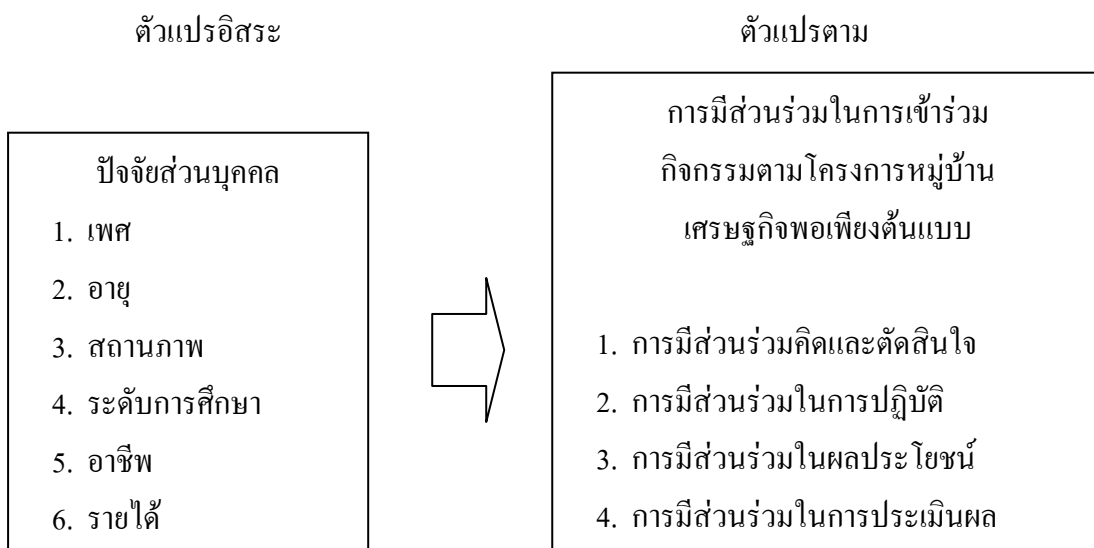 ตัวแปรอิสระ
ตัวแปรตาม
ปัจจัยส่วนบุคคล
1. เพศ
2. อายุ
3. สถานภาพ
4. ระดับการศึกษา
5. อาชีพ
6. รายได้
การมีส่วนร่วมในการเข้าร่วม
กิจกรรมตามโครงการหมู่บ้าน
เศรษฐกิจพอเพียงต้นแบบ
1. การมีส่วนร่วมคิดและตัดสินใจ
2. การมีส่วนร่วมในการปฏิบัติ
3. การมีส่วนร่วมในผลประโยชน์
4. การมีส่วนร่วมในการประเมินผล